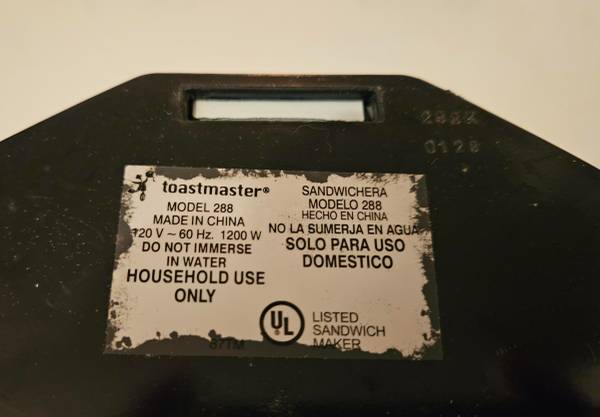 toastmaster®
MODEL 288
MADE IN CHINA
120 V ~ 60 Hz. 1200 W
DO NOT IMMERSE
IN WATER
HOUSEHOLD USE
ONLY
SANDWICHERA
MODELO 288
HECHO EN CHINA
NO LA SUMERJA EN AGUA
SOLO PARA USO
DOMESTICO
UL
LISTED
SANDWICH
MAKER
87TM
0128